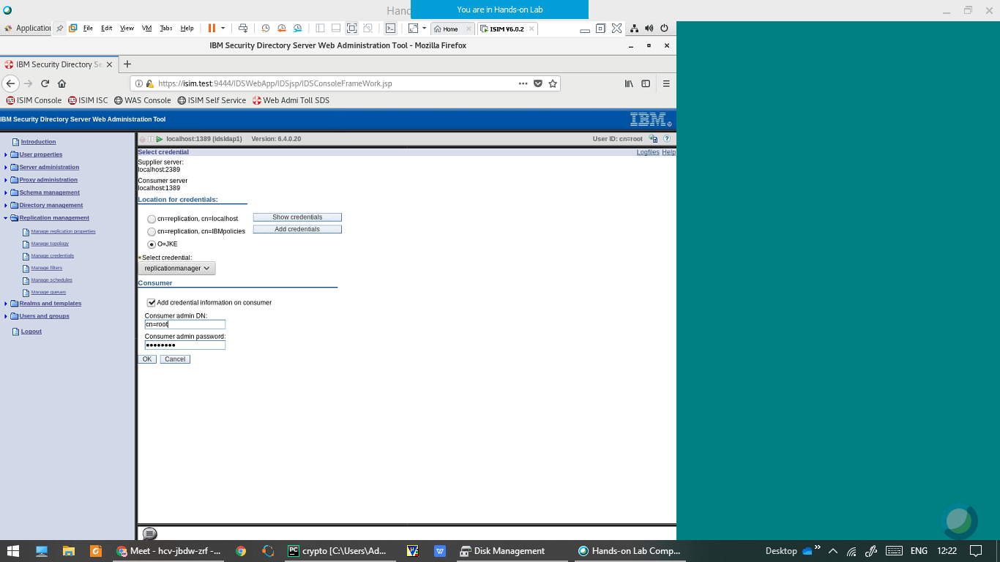 Hand
You are in Hands-on Lab
Application
File Edit View VM Tabs Help
Home
ISIM V6.0.2
IBM Security Directory Server Web Administration Tool - Mozilla Firefox
IBM Security Directory Se
https://isim.test:9444/IDSWebApp/IDSjsp/IDSConsoleFrameWork.jsp
ISIM Console ISIM ISC WAS Console ISIM Self Service Web Admi Toll SDS
IBM Security Directory Server Web Administration Tool
IBM
Introduction
User properties
Server administration
Proxy administration
Schema management
Directory management
Replication management
Manage replication properties
Manage topology
Manage credentials
Manage filters
Manage schedules
Manage queues
Realms and templates
Users and groups
Logout
localhost:1389 (idsldap1) Version: 6.4.0.20 User ID: cn=root
Select credential Logfiles Help
Supplier server:
localhost:2389
Consumer server
localhost:1389
Location for credentials:
cn=replication, cn=localhost Show credentials
cn=replication, cn=IBMpolicies Add credentials
O=JKE
*Select credential:
replicationmanager
Consumer
Add credential information on consumer
Consumer admin DN:
cn=root
Consumer admin password:
••••••••
OK Cancel
Meet - hcv-jbdw-zrf -...
crypto [C:\Users\Ad...
Disk Management
Hands-on Lab Comp...
Desktop
ENG 12:22